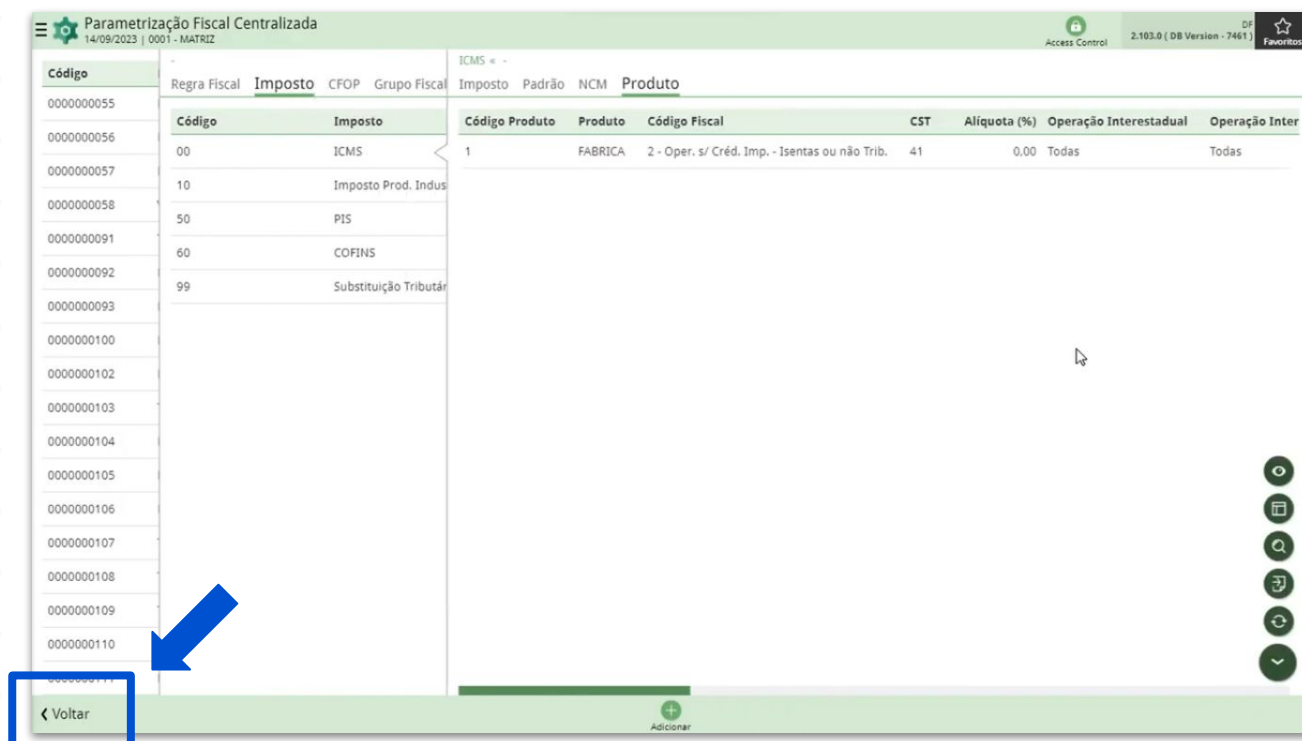 Parametrização Fiscal Centralizada
14/09/2023 | 0001 - MATRIZ
Access Control
DF
2.103.0 ( DB Version - 7461 )
Favoritos
Código
0000000055
0000000056
0000000057
0000000058
0000000091
0000000092
0000000093
0000000100
0000000102
0000000103
0000000104
0000000105
0000000106
0000000107
0000000108
0000000109
0000000110
-
Regra Fiscal Imposto CFOP Grupo Fiscal
Código Imposto
00 ICMS
10 Imposto Prod. Indus
50 PIS
60 COFINS
99 Substituição Tributár
ICMS « -
Imposto Padrão NCM Produto
Código Produto Produto Código Fiscal CST Alíquota (%) Operação Interestadual Operação Inter
1 FABRICA 2 - Oper. s/ Créd. Imp. - Isentas ou não Trib. 41 0,00 Todas Todas
Voltar
Adicionar